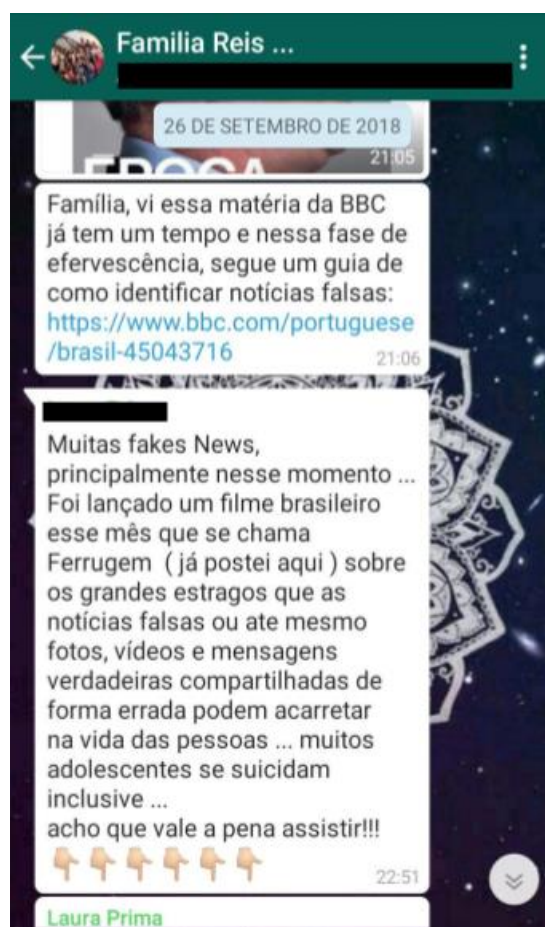 Familia Reis ...
26 DE SETEMBRO DE 2018
EPOCA
21:05
Família, vi essa matéria da BBC
já tem um tempo e nessa fase de
efervescência, segue um guia de
como identificar notícias falsas:
https://www.bbc.com/portuguese
/brasil-45043716
21:06
Muitas fakes News,
principalmente nesse momento ...
Foi lançado um filme brasileiro
esse mês que se chama
Ferrugem ( já postei aqui ) sobre
os grandes estragos que as
notícias falsas ou ate mesmo
fotos, vídeos e mensagens
verdadeiras compartilhadas de
forma errada podem acarretar
na vida das pessoas ... muitos
adolescentes se suicidam
inclusive ...
acho que vale a pena assistir!!!
👇🏼👇🏼👇🏼👇🏼👇🏼👇🏼
22:51
Laura Prima